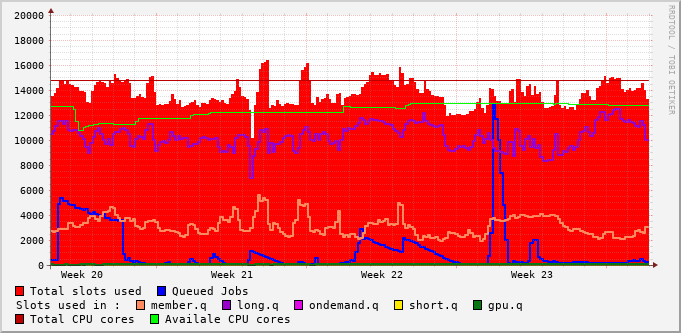 20000
18000
16000
14000
12000
10000
8000
6000
4000
2000
0
Week 20 Week 21 Week 22 Week 23
RRDTOOL / TOBI OETIKER
Total slots used Queued Jobs
Slots used in : member.q long.q ondemand.q short.q gpu.q
Total CPU cores Availale CPU cores